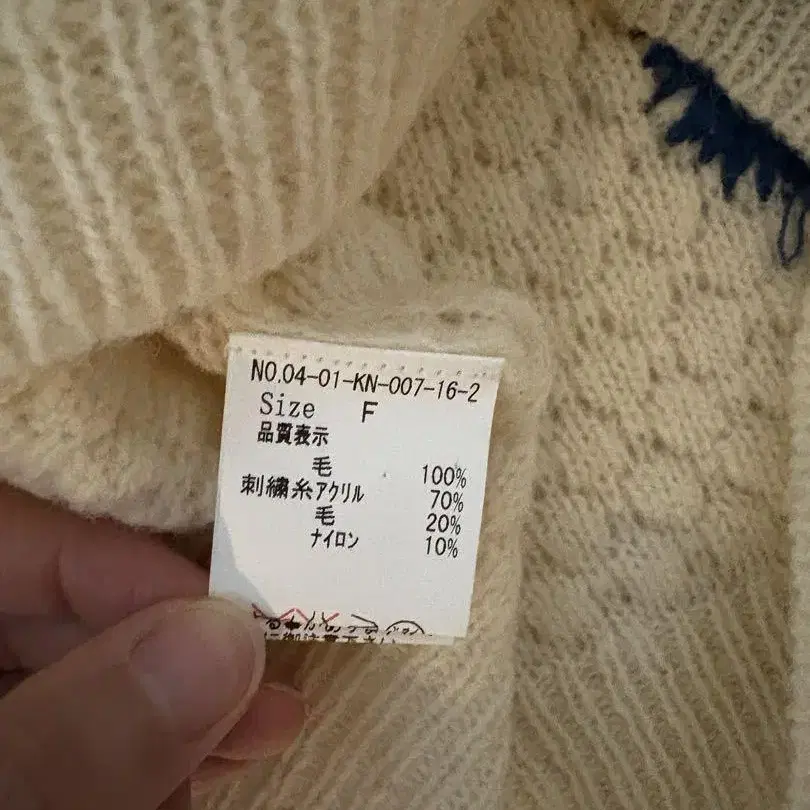 NO.04-01-KN-007-16-2
Size F
品質表示
毛 100%
刺繍糸アクリル 70%
毛 20%
ナイロン 10%